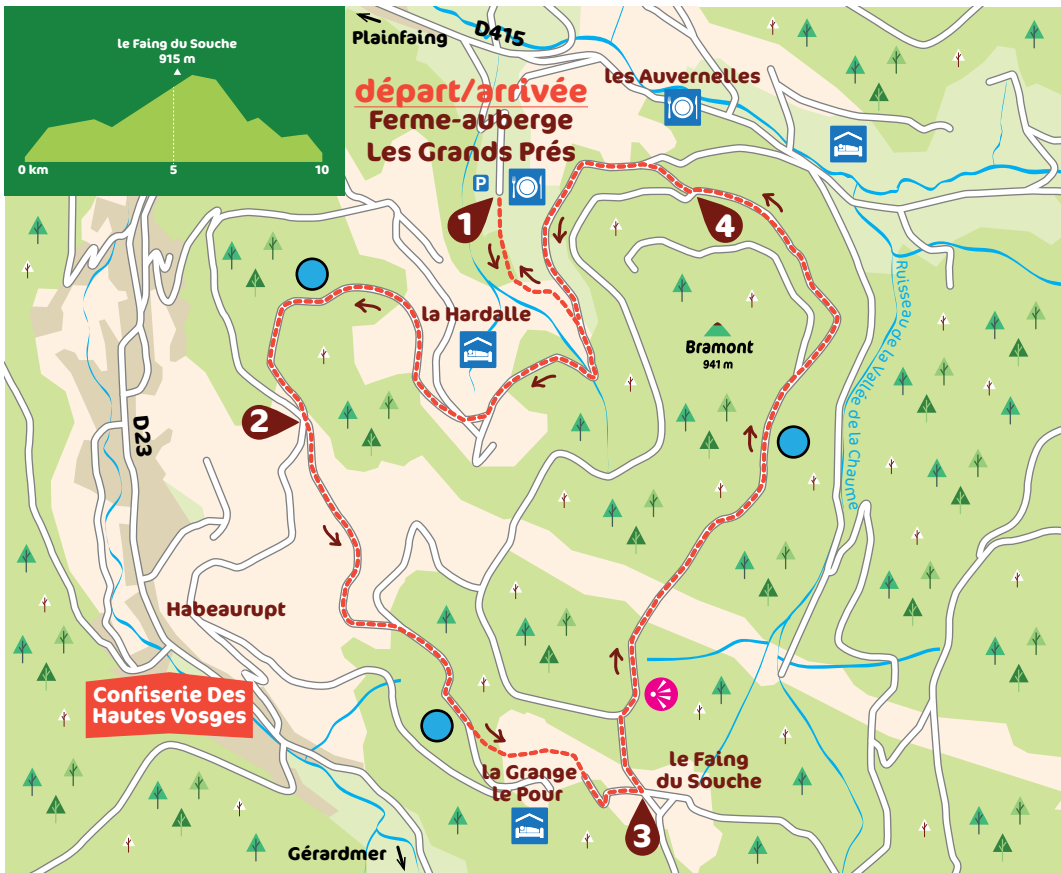 le Faing du Souche
915 m
0 km
5
10
Plainfaing
D415
départ/arrivée
Ferme-auberge
Les Grands Prés
les Auvernelles
P
1
4
la Hardalle
Bramont
941 m
Ruisseau de la Vallée de la Chaume
2
D23
Habeaurupt
Confiserie Des
Hautes Vosges
la Grange
le Pour
le Faing
du Souche
3
Gérardmer